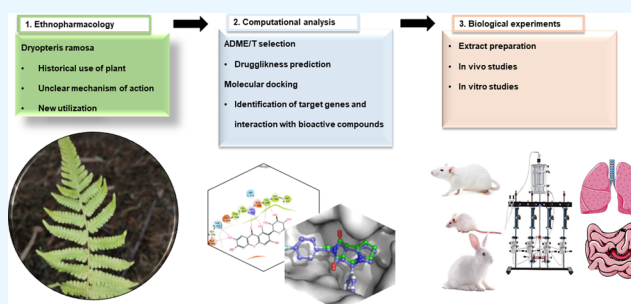 1. Ethnopharmacology
Dryopteris ramosa
• Historical use of plant
• Unclear mechanism of action
• New utilization
2. Computational analysis
ADME/T selection
• Drugglikness prediction
Molecular docking
• Identification of target genes and
interaction with bioactive compounds
3. Biological experiments
• Extract preparation
• In vivo studies
• In vitro studies